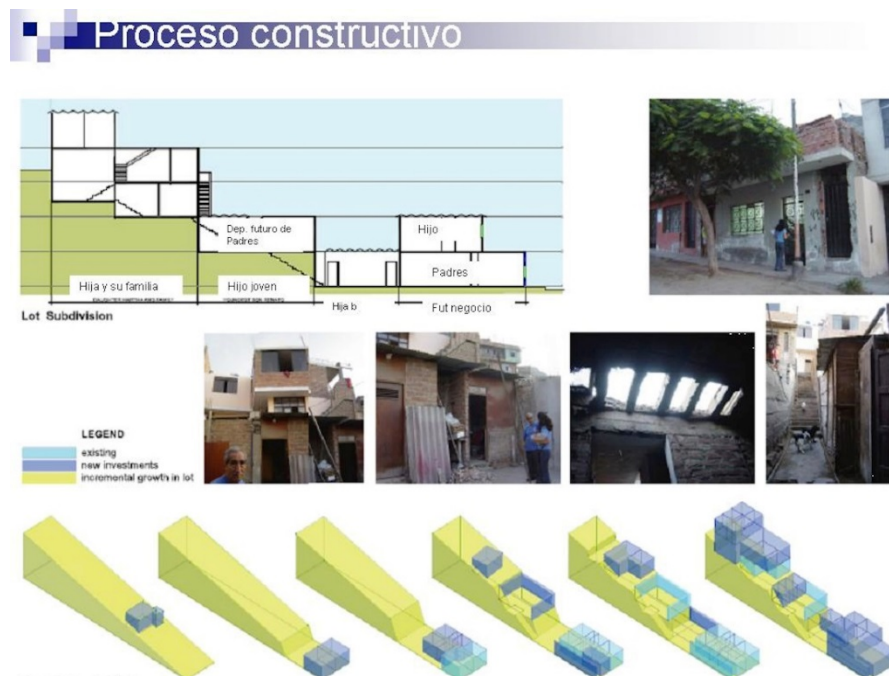 Proceso constructivo
Dep. futuro de
Padres
Hijo
Padres
Hija y su familia
Hijo joven
Hija b
Fut negocio
Lot Subdivision
LEGEND
existing
new investments
incremental growth in lot